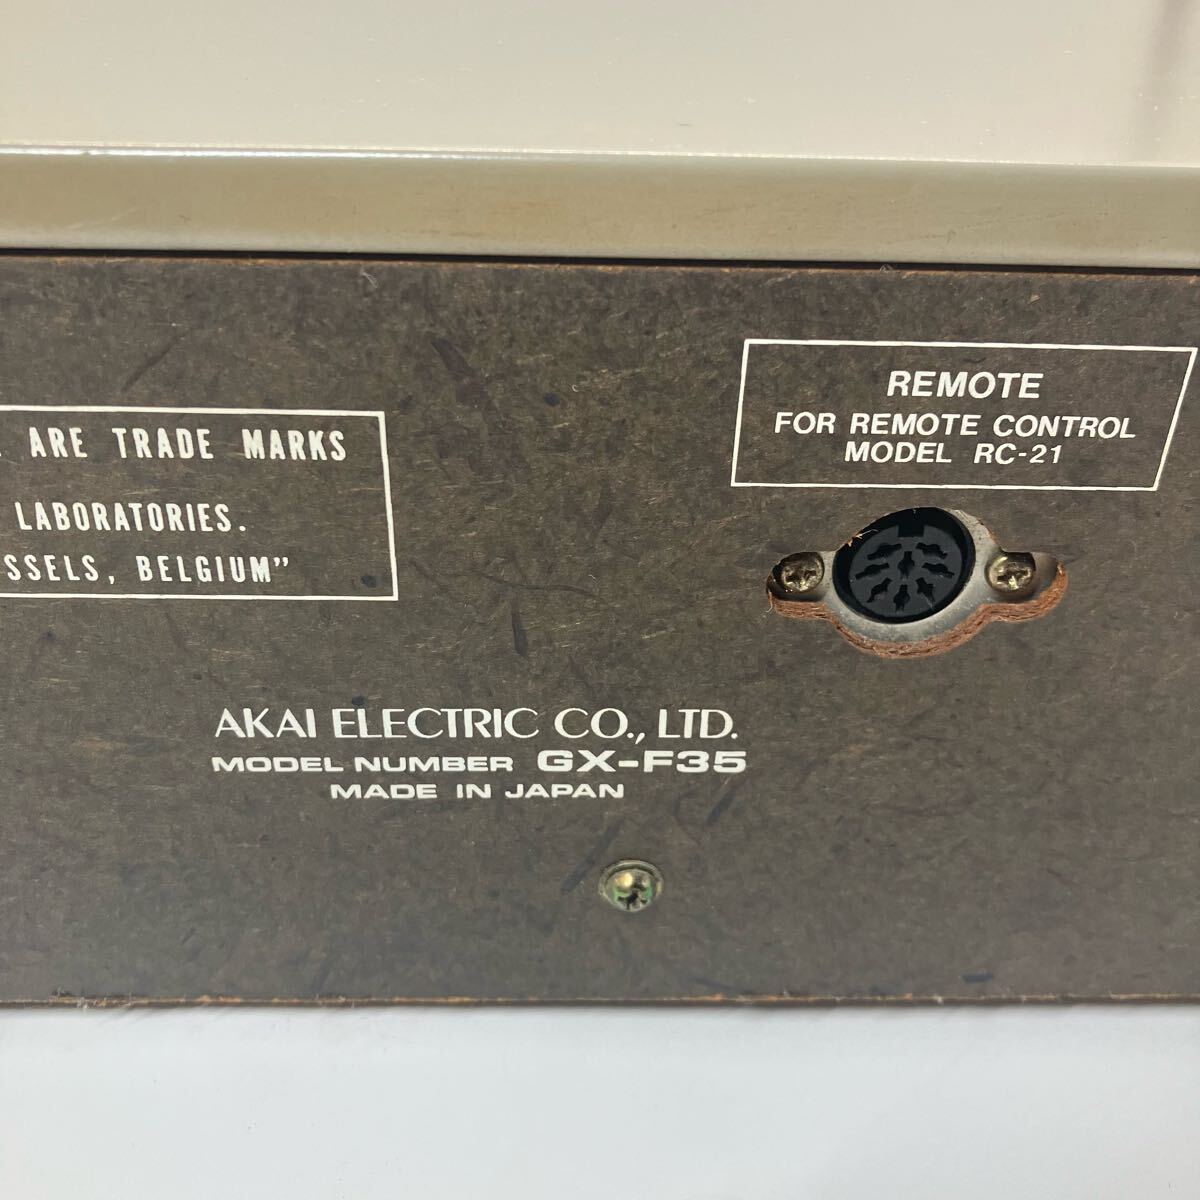 ARE TRADE MARKS
LABORATORIES.
BELGIUM"
REMOTE
FOR REMOTE CONTROL
MODEL RC-21
AKAI ELECTRIC CO., LTD.
MODEL NUMBER GX-F35
MADE IN JAPAN